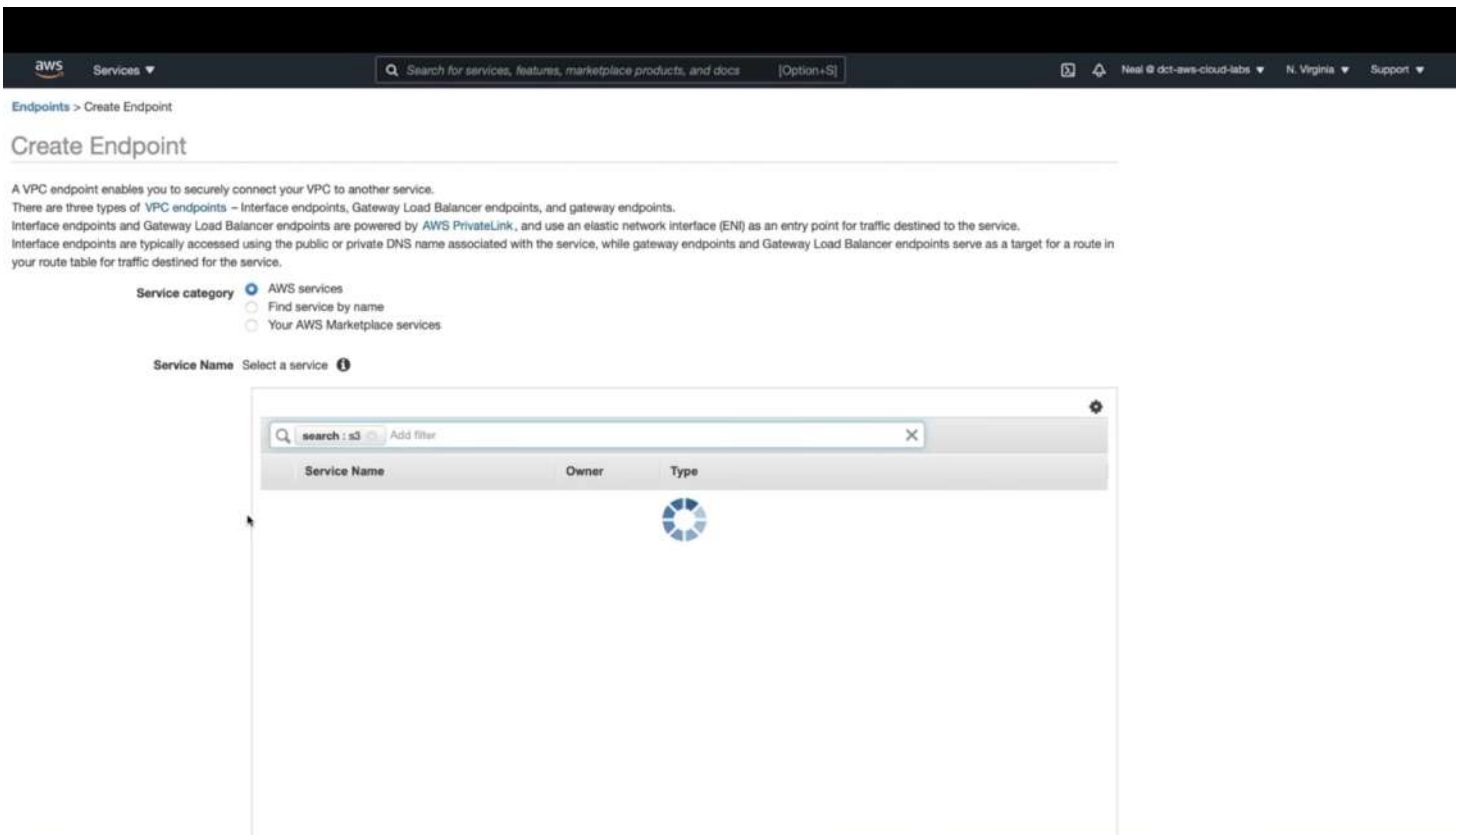 aws Services ▼ Search for services, features, marketplace products, and docs [Option+S] Neal @ dct-aws-cloud-labs ▼ N. Virginia ▼ Support ▼
Endpoints > Create Endpoint
Create Endpoint
A VPC endpoint enables you to securely connect your VPC to another service.
There are three types of VPC endpoints – Interface endpoints, Gateway Load Balancer endpoints, and gateway endpoints.
Interface endpoints and Gateway Load Balancer endpoints are powered by AWS PrivateLink, and use an elastic network interface (ENI) as an entry point for traffic destined to the service.
Interface endpoints are typically accessed using the public or private DNS name associated with the service, while gateway endpoints and Gateway Load Balancer endpoints serve as a target for a route in
your route table for traffic destined for the service.
Service category AWS services
Find service by name
Your AWS Marketplace services
Service Name Select a service
search : s3 Add filter
Service Name Owner Type